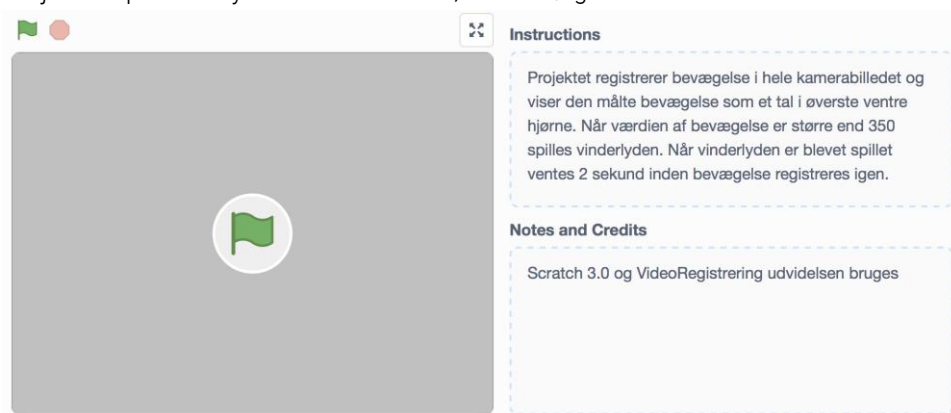 Instructions
Projektet registrerer bevægelse i hele kamerabilledet og
viser den målte bevægelse som et tal i øverste ventre
hjørne. Når værdien af bevægelse er større end 350
spilles vinderlyden. Når vinderlyden er blevet spillet
ventes 2 sekund inden bevægelse registreres igen.
Notes and Credits
Scratch 3.0 og VideoRegistrering udvidelsen bruges